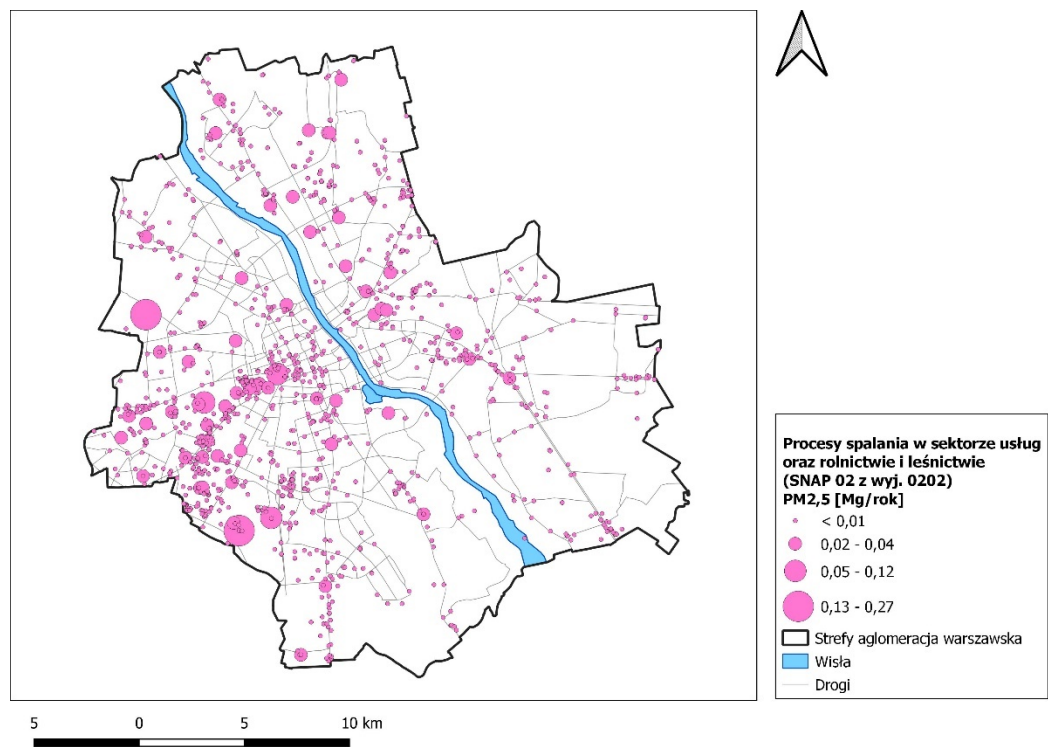 Procesy spalania w sektorze usług
oraz rolnictwie i leśnictwie
(SNAP 02 z wyj. 0202)
PM2,5 [Mg/rok]
< 0,01
0,02 - 0,04
0,05 - 0,12
0,13 - 0,27
Strefy aglomeracja warszawska
Wisła
Drogi
5 0 5 10 km